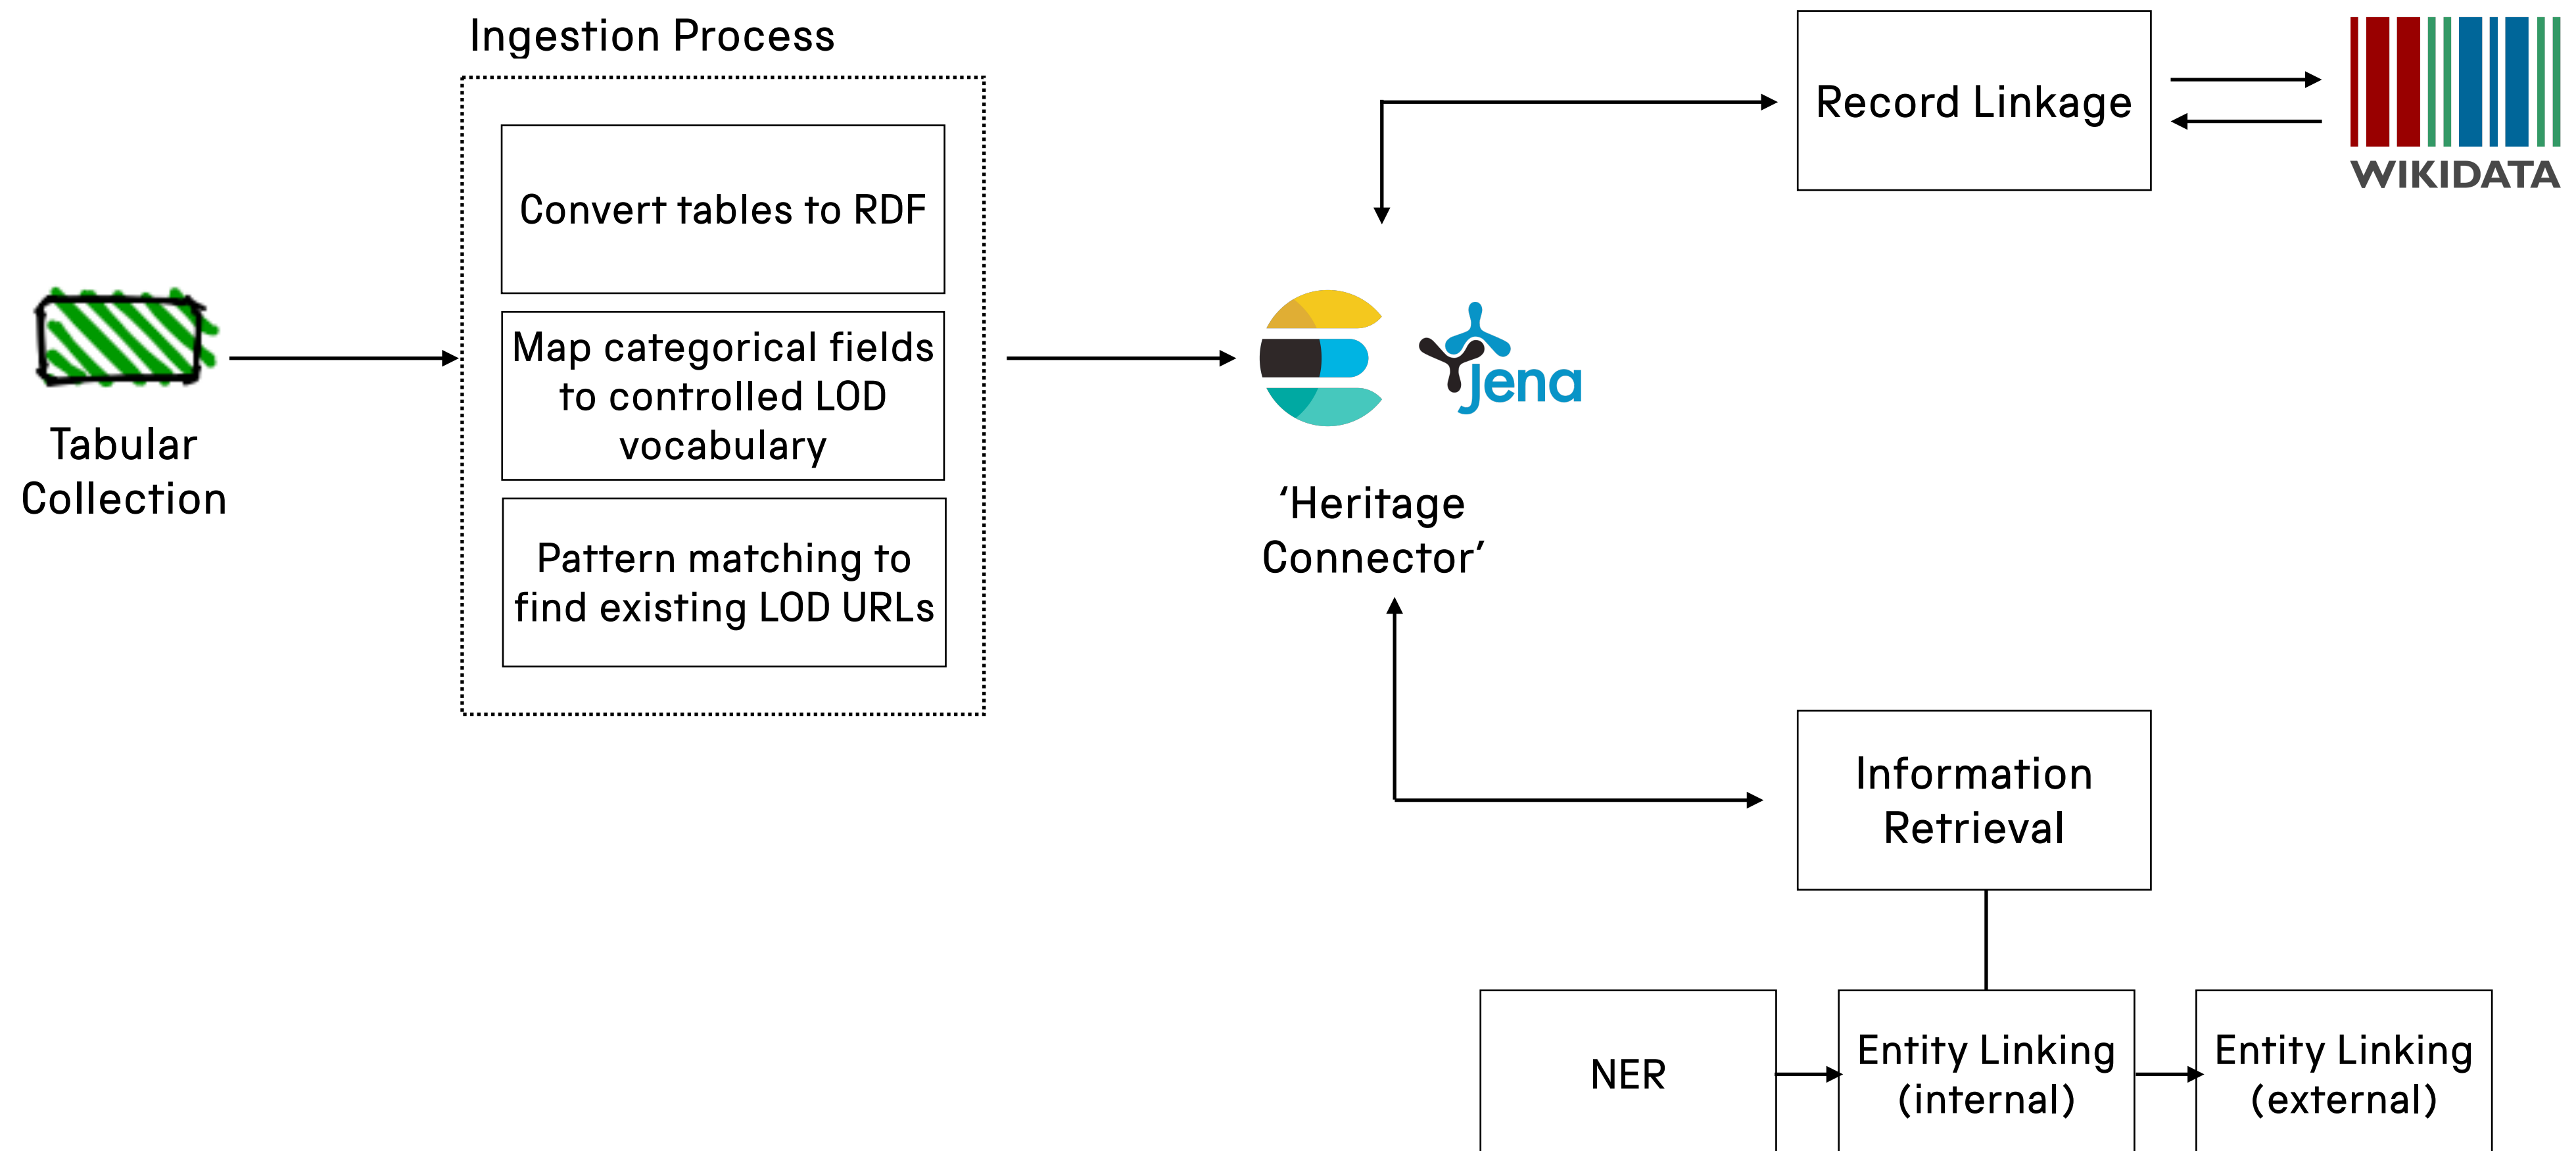 Ingestion Process
Convert tables to RDF
Map categorical fields
to controlled LOD
vocabulary
Pattern matching to
find existing LOD URLs
Tabular
Collection
Jena
‘Heritage
Connector’
Record Linkage
WIKIDATA
Information
Retrieval
NER
Entity Linking
(internal)
Entity Linking
(external)